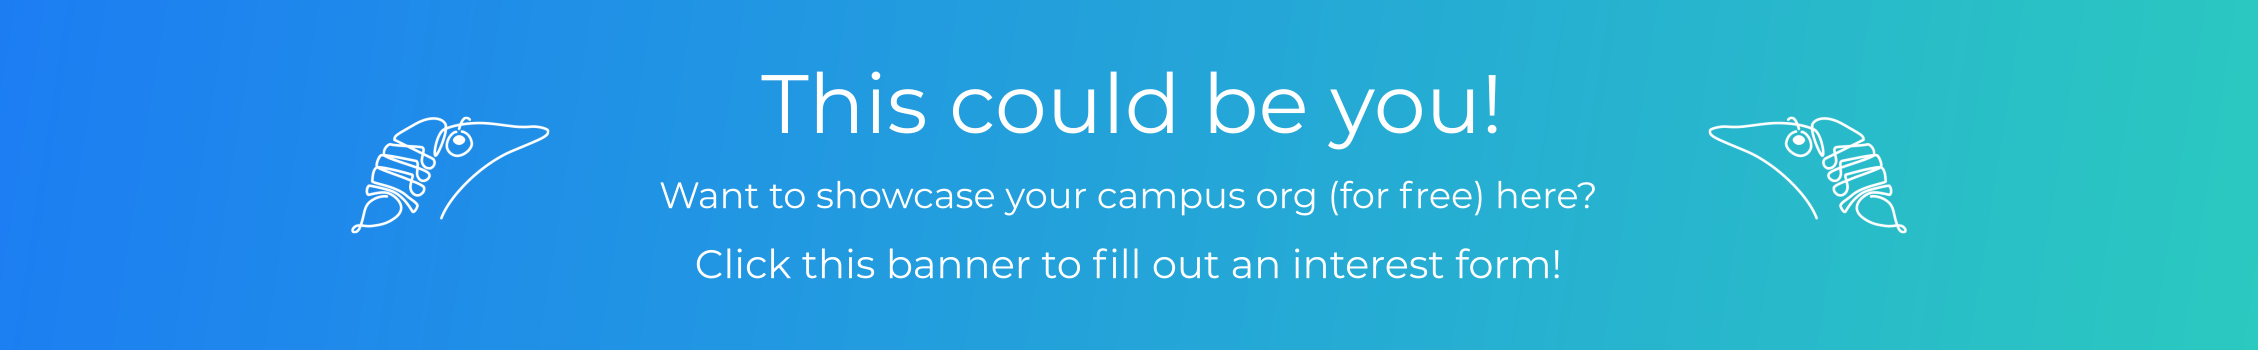 This could be you!
Want to showcase your campus org (for free) here?
Click this banner to fill out an interest form!